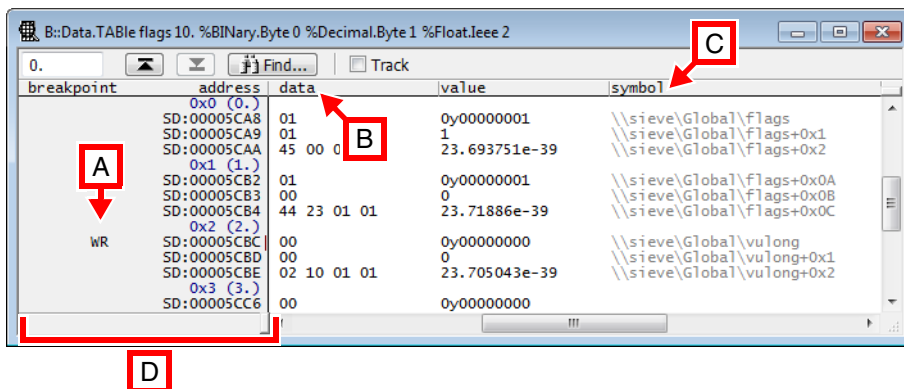 B::Data.TABle flags 10. %BINary.Byte 0 %Decimal.Byte 1 %Float.Ieee 2
C
0. Find... Track
breakpoint address data value symbol
0x0 (0.)
SD:00005CA8 01 0y00000001 \\sieve\Global\flags
B
SD:00005CA9 01 1 \\sieve\Global\flags+0x1
SD:00005CAA 45 00 0 23.693751e-39 \\sieve\Global\flags+0x2
A
0x1 (1.)
SD:00005CB2 01 0y00000001 \\sieve\Global\flags+0x0A
SD:00005CB3 00 0 \\sieve\Global\flags+0x0B
SD:00005CB4 44 23 01 01 23.71886e-39 \\sieve\Global\flags+0x0C
0x2 (2.)
WR SD:00005CBC 00 0y00000000 \\sieve\Global\vulong
SD:00005CBD 00 0 \\sieve\Global\vulong+0x1
SD:00005CBE 02 10 01 01 23.705043e-39 \\sieve\Global\vulong+0x2
0x3 (3.)
SD:00005CC6 00 0y00000000
D